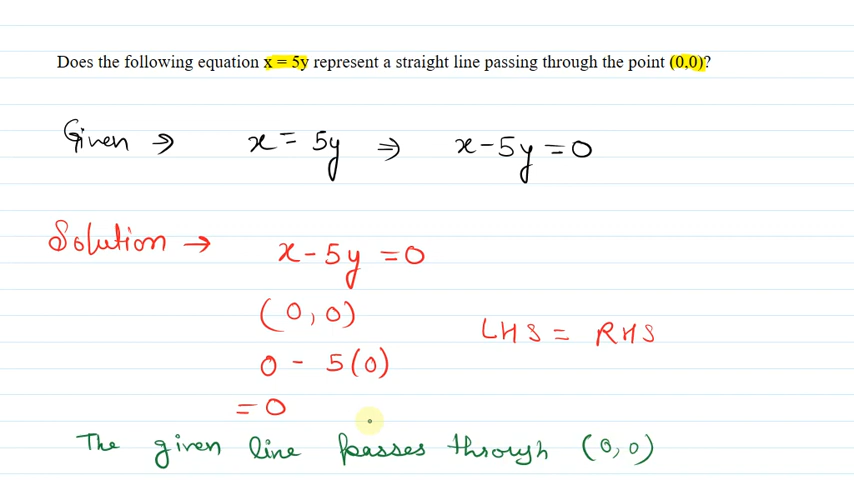 Does the following equation x = 5y represent a straight line passing through the point (0,0)?
Given ⇒ x = 5y ⇒ x - 5y = 0
Solution → x - 5y = 0
(0, 0)
LHS = RHS
0 - 5(0)
= 0
The given line passes through (0,0)